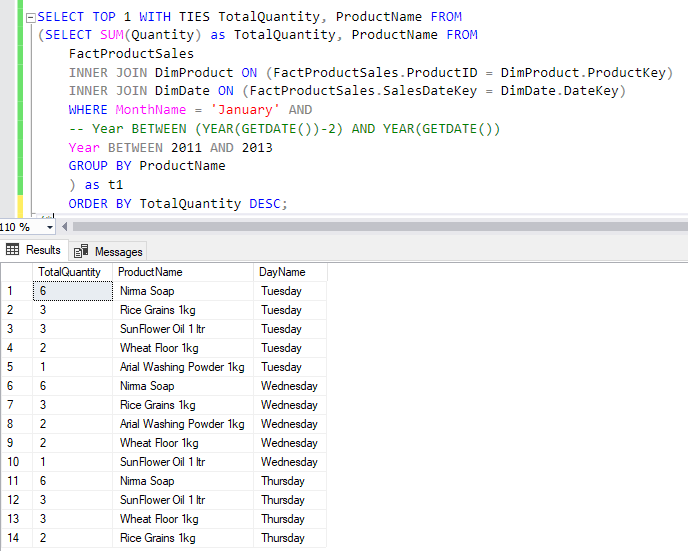 SELECT TOP 1 WITH TIES TotalQuantity, ProductName FROM
(SELECT SUM(Quantity) as TotalQuantity, ProductName FROM
FactProductSales
INNER JOIN DimProduct ON (FactProductSales.ProductID = DimProduct.ProductKey)
INNER JOIN DimDate ON (FactProductSales.SalesDateKey = DimDate.DateKey)
WHERE MonthName = 'January' AND
-- Year BETWEEN (YEAR(GETDATE())-2) AND YEAR(GETDATE())
Year BETWEEN 2011 AND 2013
GROUP BY ProductName
) as t1
ORDER BY TotalQuantity DESC;
110 %
Results Messages
TotalQuantity ProductName DayName
1 6 Nirma Soap Tuesday
2 3 Rice Grains 1kg Tuesday
3 3 SunFlower Oil 1 ltr Tuesday
4 2 Wheat Floor 1kg Tuesday
5 1 Arial Washing Powder 1kg Tuesday
6 6 Nirma Soap Wednesday
7 3 Rice Grains 1kg Wednesday
8 2 Arial Washing Powder 1kg Wednesday
9 2 Wheat Floor 1kg Wednesday
10 1 SunFlower Oil 1 ltr Wednesday
11 6 Nirma Soap Thursday
12 3 SunFlower Oil 1 ltr Thursday
13 3 Wheat Floor 1kg Thursday
14 2 Rice Grains 1kg Thursday